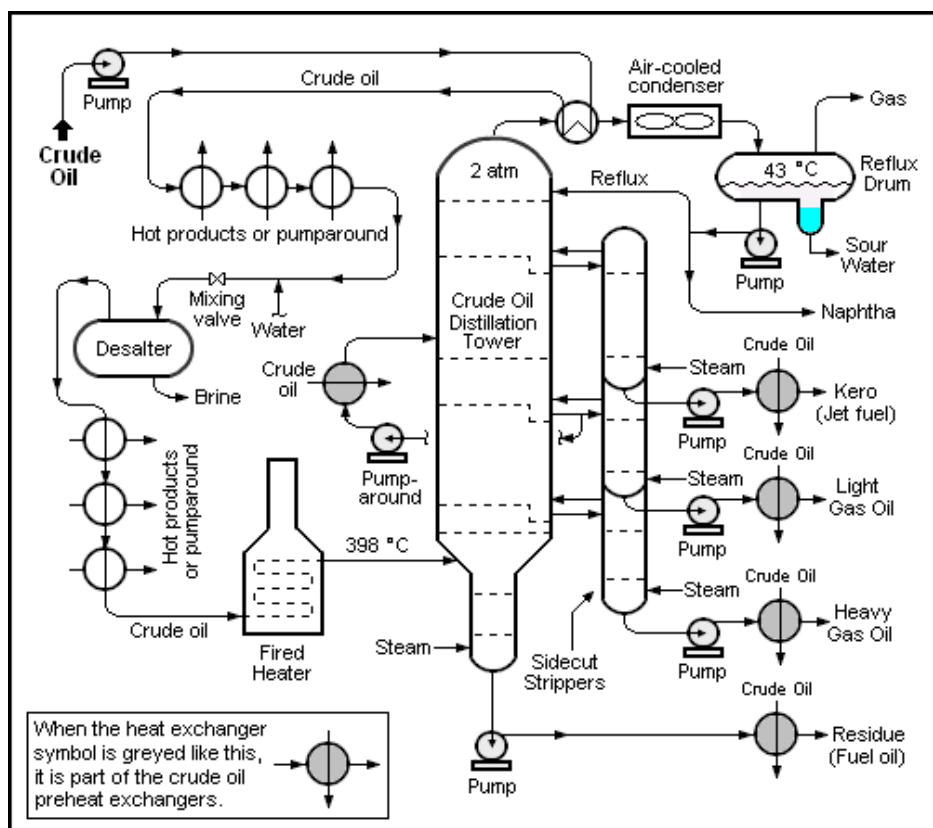 Pump
Crude oil
Crude
Oil
Air-cooled
condenser
Gas
2 atm
Reflux
43 °C
Reflux
Drum
Hot products or pumparound
Pump
Sour
Water
Mixing
valve
Water
Naphtha
Crude Oil
Distillation
Tower
Desalter
Brine
Crude
oil
Steam
Crude Oil
Kero
(Jet fuel)
Pump
Pump-
around
Hot products
or pumparound
Steam
Crude Oil
Light
Gas Oil
Pump
398 °C
Crude oil
Fired
Heater
Steam
Steam
Crude Oil
Heavy
Gas Oil
Pump
Sidecut
Strippers
Crude Oil
Residue
(Fuel oil)
Pump
When the heat exchanger
symbol is greyed like this,
it is part of the crude oil
preheat exchangers.